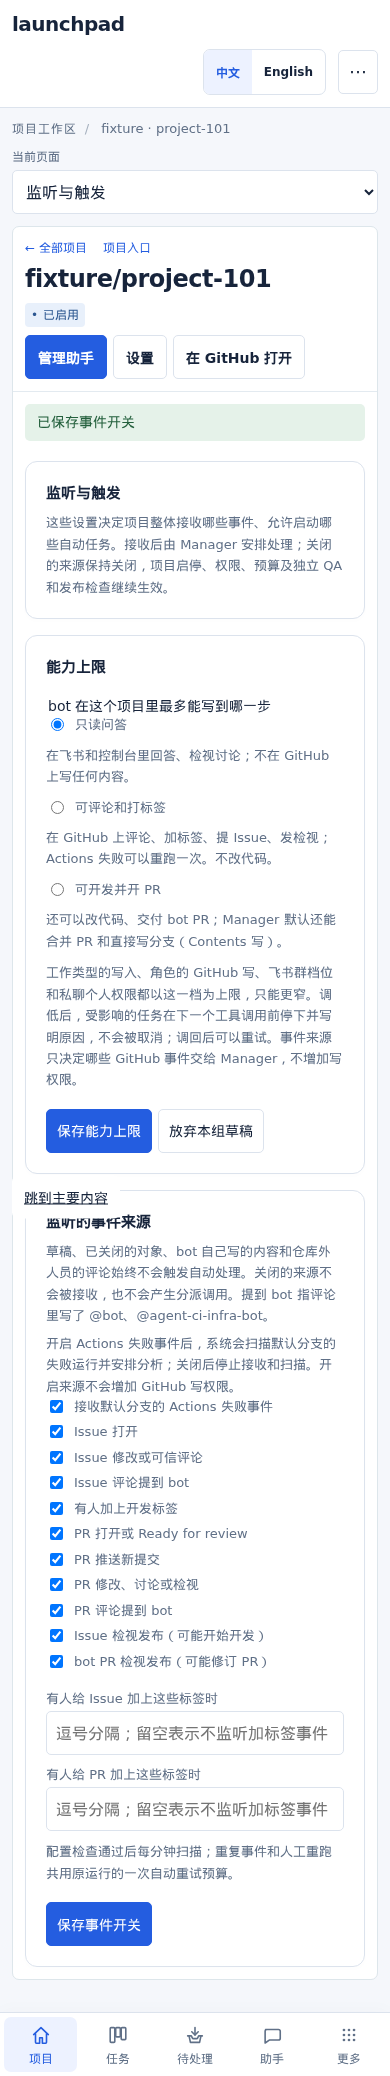 launchpad
中文 English ···
项目工作区 / fixture · project-101
当前页面
监听与触发
← 全部项目 项目入口
fixture/project-101
• 已启用
管理助手 设置 在 GitHub 打开
已保存事件开关
监听与触发
这些设置决定项目整体接收哪些事件、允许启动哪
些自动任务。接收后由 Manager 安排处理；关闭
的来源保持关闭，项目启停、权限、预算及独立 QA
和发布检查继续生效。
能力上限
bot 在这个项目里最多能写到哪一步
只读问答
在飞书和控制台里回答、检视讨论；不在 GitHub
上写任何内容。
可评论和打标签
在 GitHub 上评论、加标签、提 Issue、发检视；
Actions 失败可以重跑一次。不改代码。
可开发并开 PR
还可以改代码、交付 bot PR；Manager 默认还能
合并 PR 和直接写分支（Contents 写）。
工作类型的写入、角色的 GitHub 写、飞书群档位
和私聊个人权限都以这一档为上限，只能更窄。调
低后，受影响的任务在下一个工具调用前停下并写
明原因，不会被取消；调回后可以重试。事件来源
只决定哪些 GitHub 事件交给 Manager，不增加写
权限。
保存能力上限 放弃本组草稿
跳到主要内容
监听的事件来源
草稿、已关闭的对象、bot 自己写的内容和仓库外
人员的评论始终不会触发自动处理。关闭的来源不
会被接收，也不会产生分派调用。提到 bot 指评论
里写了 @bot、@agent-ci-infra-bot。
开启 Actions 失败事件后，系统会扫描默认分支的
失败运行并安排分析；关闭后停止接收和扫描。开
启来源不会增加 GitHub 写权限。
接收默认分支的 Actions 失败事件
Issue 打开
Issue 修改或可信评论
Issue 评论提到 bot
有人加上开发标签
PR 打开或 Ready for review
PR 推送新提交
PR 修改、讨论或检视
PR 评论提到 bot
Issue 检视发布（可能开始开发）
bot PR 检视发布（可能修订 PR）
有人给 Issue 加上这些标签时
逗号分隔；留空表示不监听加标签事件
有人给 PR 加上这些标签时
逗号分隔；留空表示不监听加标签事件
配置检查通过后每分钟扫描；重复事件和人工重跑
共用原运行的一次自动重试预算。
保存事件开关
项目 任务 待处理 助手 更多